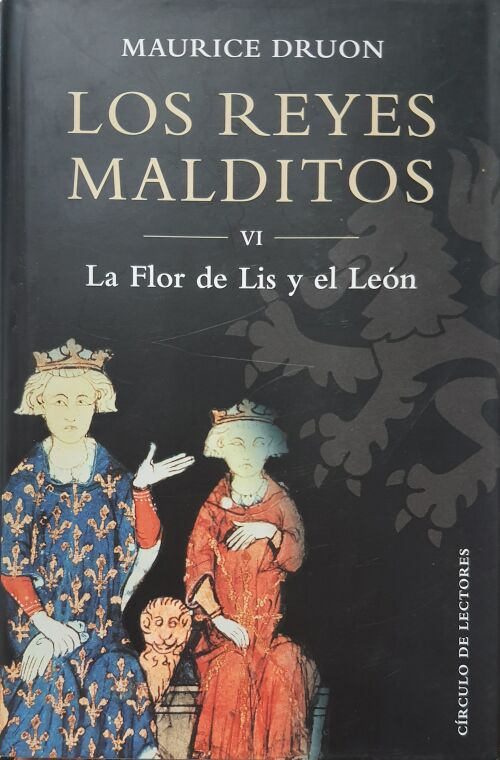 MAURICE DRUON
LOS REYES
MALDITOS
VI
La Flor de Lis y el León
CÍRCULO DE LECTORES